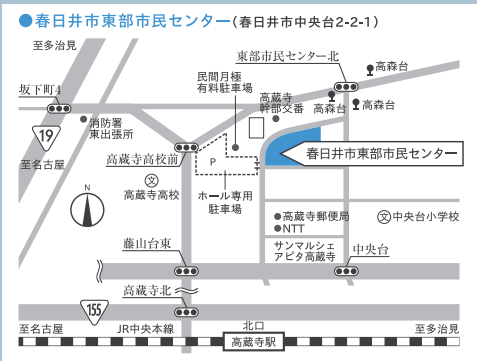 ●春日井市東部市民センター(春日井市中央台2-2-1)
至多治見
東部市民センター北
高森台
坂下町4
民間月極
有料駐車場
高蔵寺
幹部交番
高森台
高森台
19
消防署
東出張所
至名古屋
高蔵寺高校前
P
春日井市東部市民センター
文
高蔵寺高校
ホール専用
駐車場
N
高蔵寺郵便局
NTT
文中央台小学校
サンマルシェ
アピタ高蔵寺
藤山台東
中央台
高蔵寺北
155
至名古屋
JR中央本線
北口
至多治見
高蔵寺駅